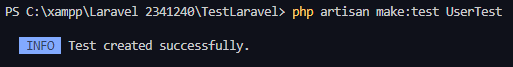 PS C:\xampp\Laravel 2341240\TestLaravel> php artisan make:test UserTest
INFO Test created successfully.